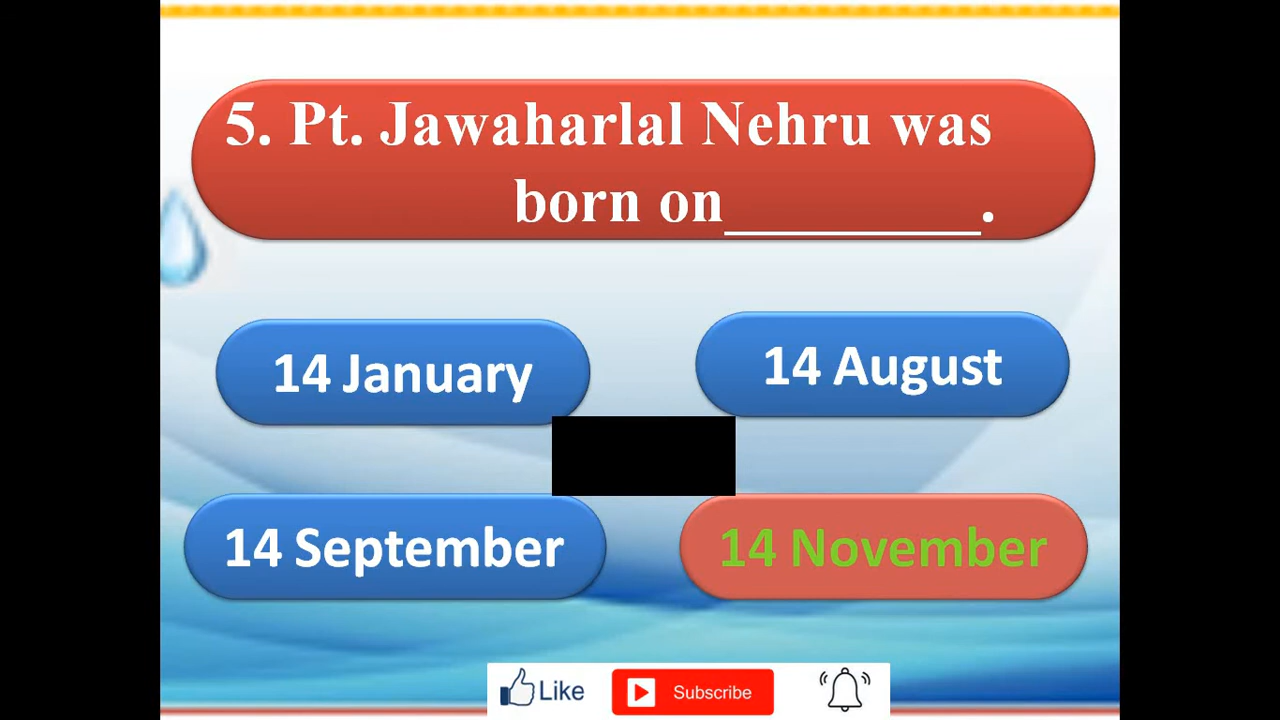 5. Pt. Jawaharlal Nehru was
born on__________.
14 January
14 August
14 September
14 November
Like
Subscribe